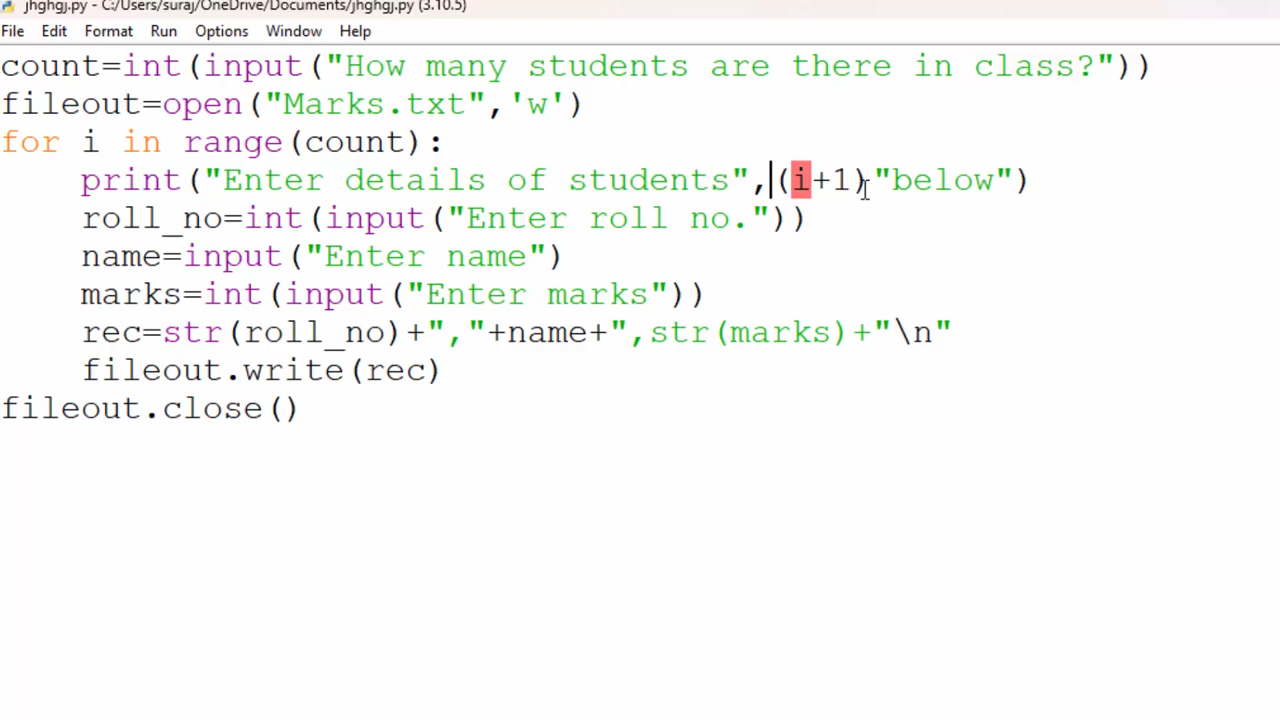 jhghgj.py - C:/Users/suraj/OneDrive/Documents/jhghgj.py (3.10.5)
File Edit Format Run Options Window Help
count=int(input("How many students are there in class?"))
fileout=open("Marks.txt",'w')
for i in range(count):
    print("Enter details of students",(i+1)"below")
    roll_no=int(input("Enter roll no."))
    name=input("Enter name")
    marks=int(input("Enter marks"))
    rec=str(roll_no)+","+name+",str(marks)+"\n"
    fileout.write(rec)
fileout.close()